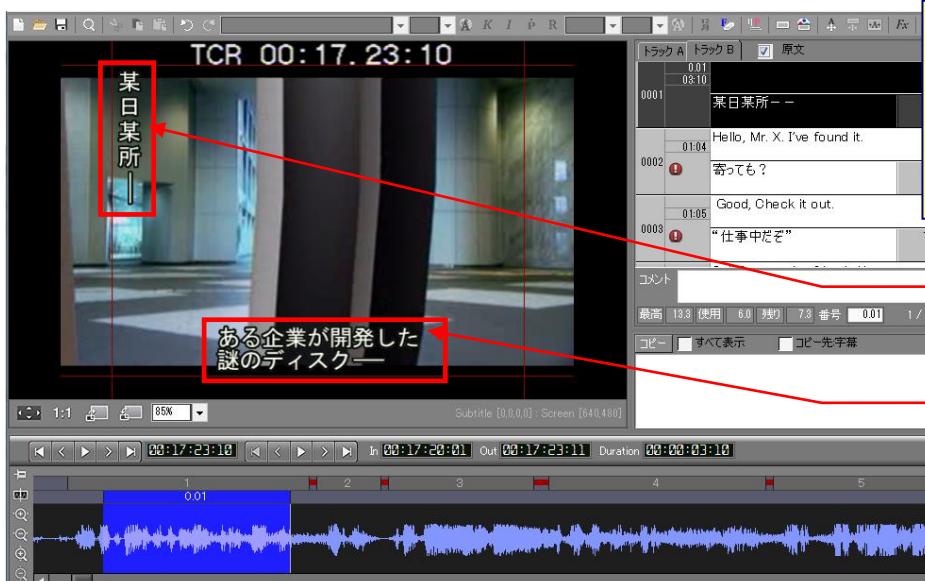 K I P R
Fx
TCR 00:17.23:10
某日某所―
ある企業が開発した
謎のディスク―
トラック A トラック B 原文
0001 0.01 03:10
某日某所－－
0002 01:04 Hello, Mr. X. I've found it.
寄っても？
0003 01:05 Good, Check it out.
“仕事中だぞ”
コメント
最高 13.3 使用 6.0 残り 7.3 番号 0.01 1 /
コピー すべて表示 コピー先字幕
1:1 85% Subtitle [0,0,0,0] : Screen [640,480]
00:17:23:10 In 00:17:20:01 Out 00:17:23:11 Duration 00:00:03:10
1 2 3 4 5
0.01